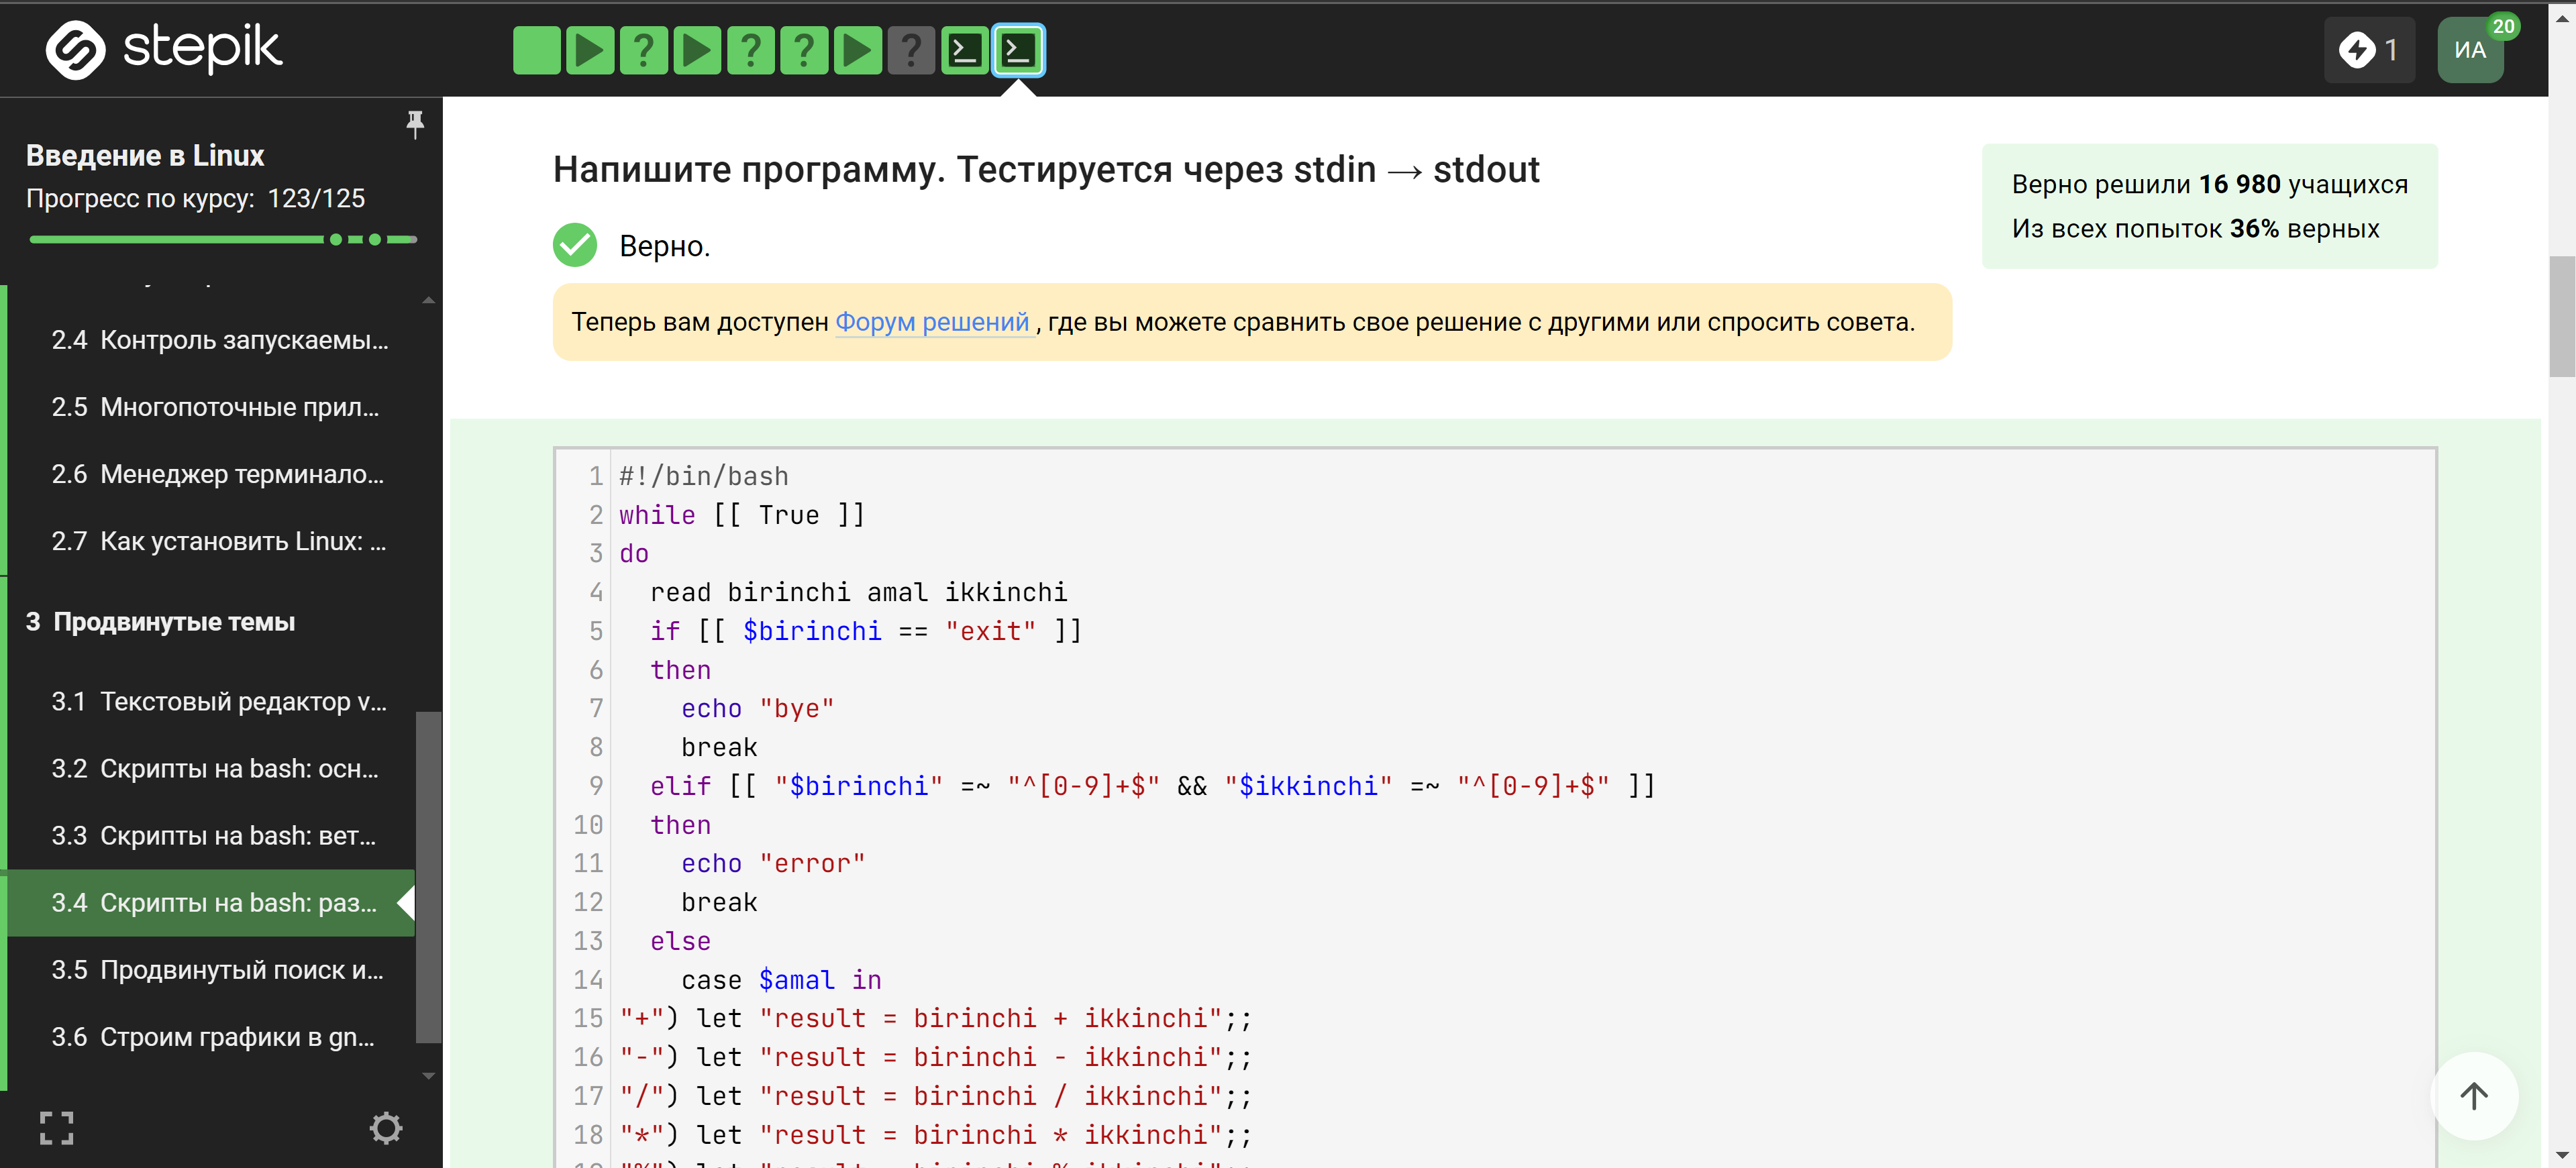 stepik
? ? ? ?
1
ИА
20
Введение в Linux
Прогресс по курсу: 123/125
2.4 Контроль запускаемы...
2.5 Многопоточные прил...
2.6 Менеджер терминало...
2.7 Как установить Linux: ...
3 Продвинутые темы
3.1 Текстовый редактор v...
3.2 Скрипты на bash: осн...
3.3 Скрипты на bash: вет...
3.4 Скрипты на bash: раз...
3.5 Продвинутый поиск и...
3.6 Строим графики в gn...
Напишите программу. Тестируется через stdin → stdout
Верно.
Верно решили 16 980 учащихся
Из всех попыток 36% верных
Теперь вам доступен Форум решений , где вы можете сравнить свое решение с другими или спросить совета.
1 #!/bin/bash
2 while [[ True ]]
3 do
4 read birinchi amal ikkinchi
5 if [[ $birinchi == "exit" ]]
6 then
7 echo "bye"
8 break
9 elif [[ "$birinchi" =~ "^[0-9]+$" && "$ikkinchi" =~ "^[0-9]+$" ]]
10 then
11 echo "error"
12 break
13 else
14 case $amal in
15 "+") let "result = birinchi + ikkinchi";;
16 "-") let "result = birinchi - ikkinchi";;
17 "/") let "result = birinchi / ikkinchi";;
18 "*") let "result = birinchi * ikkinchi";;